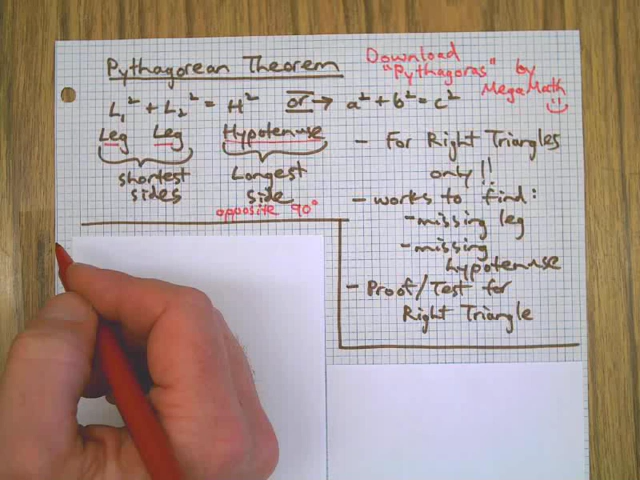 Pythagorean Theorem
Download
"Pythagoras" by
MegaMath
L₁² + L₂² = H² or → a² + b² = c²
Leg Leg Hypotenuse
shortest
sides
Longest
side
opposite 90°
- For Right Triangles
only!!
- works to find:
- missing leg
- missing
hypotenuse
- Proof/Test for
Right Triangle